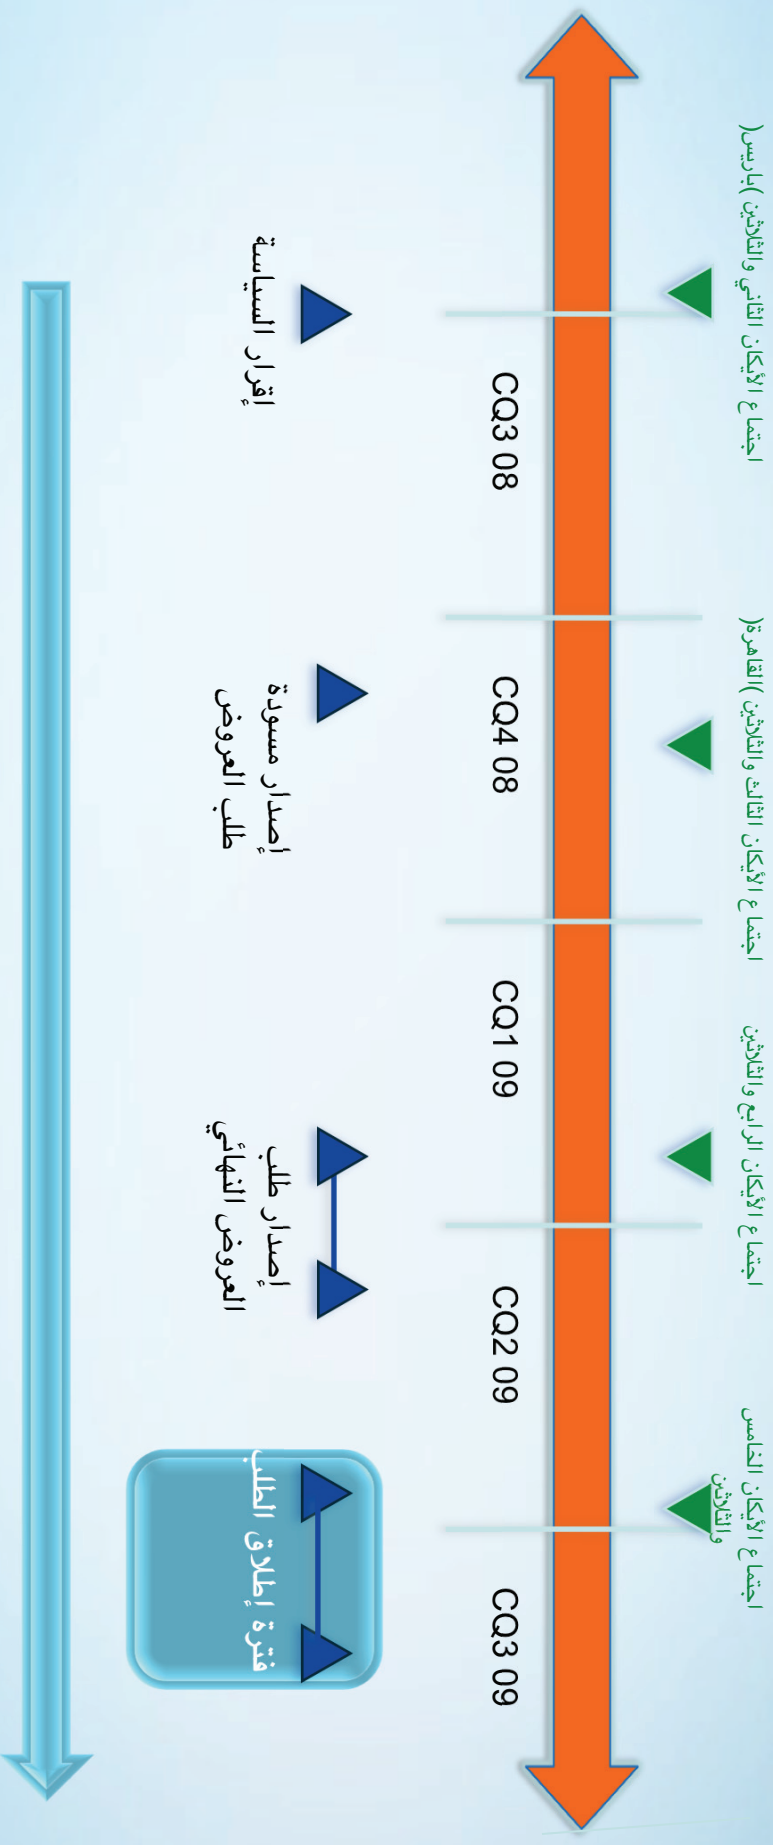 اجتماع الأيكان الثاني والثلاثين )باريس(
اجتماع الأيكان الثالث والثلاثين )القاهرة(
اجتماع الأيكان الرابع والثلاثين
اجتماع الأيكان الخامس
والثلاثين
CQ3 08
CQ4 08
CQ1 09
CQ2 09
CQ3 09
إقرار السياسة
إصدار مسودة
طلب العروض
إصدار طلب
العروض النهائي
فترة إطلاق الطلب